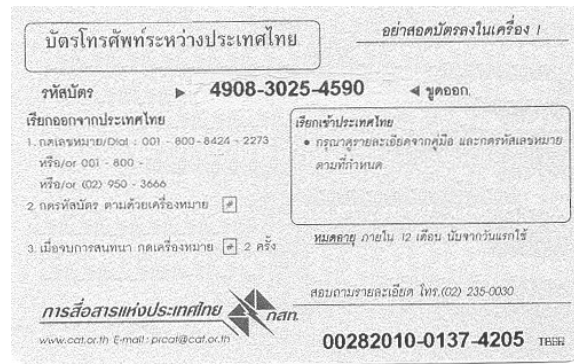 บัตรโทรศัพท์ระหว่างประเทศไทย
อย่าสอดบัตรลงในเครื่อง !
รหัสบัตร ▶ 4908-3025-4590 ◀ ขูดออก
เรียกออกจากประเทศไทย
1. กดเลขหมาย/Dial : 001 - 800 - 8424 - 2273
หรือ/or 001 - 800 -
หรือ/or (02) 950 - 3666
2. กดรหัสบัตร ตามด้วยเครื่องหมาย #
3. เมื่อจบการสนทนา กดเครื่องหมาย # 2 ครั้ง
เรียกเข้าประเทศไทย
• กรุณาดูรายละเอียดจากคู่มือ และกดรหัสเลขหมาย
ตามที่กำหนด
หมดอายุ ภายใน 12 เดือน นับจากวันแรกใช้
สอบถามรายละเอียด โทร.(02) 235-0030
การสื่อสารแห่งประเทศไทย กสท.
www.cat.or.th E-mail : prcat@cat.or.th
00282010-0137-4205